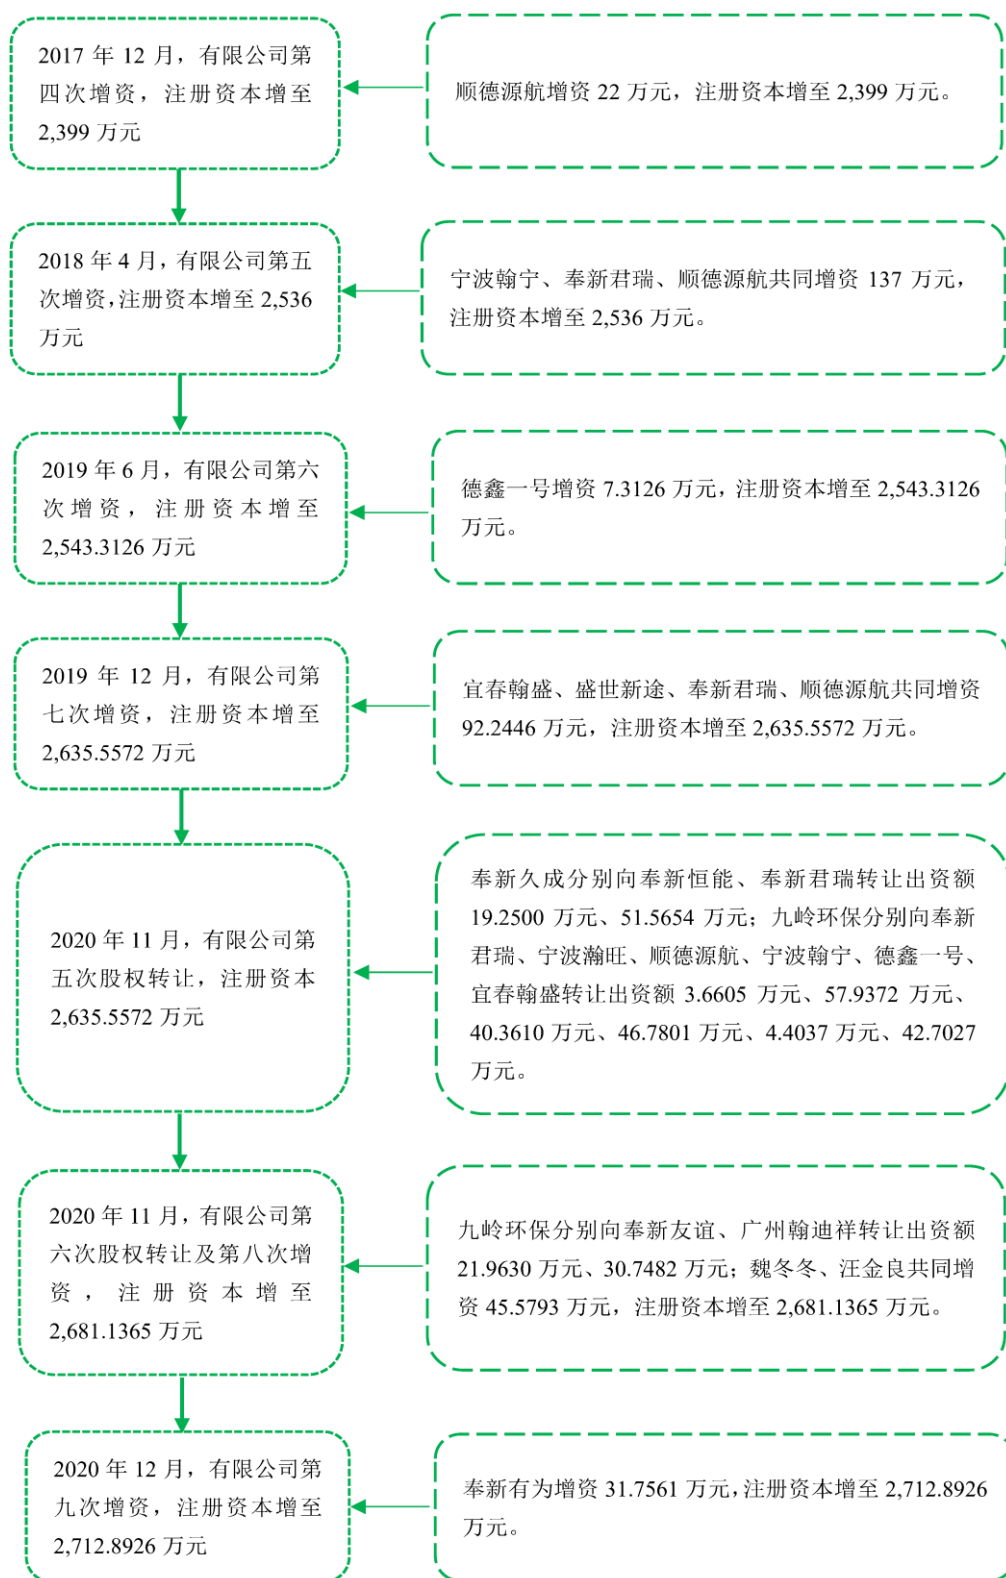 2017 年 12 月，有限公司第
四次增资，注册资本增至
2,399 万元
顺德源航增资 22 万元，注册资本增至 2,399 万元。
2018 年 4 月，有限公司第五
次增资，注册资本增至 2,536
万元
宁波翰宁、奉新君瑞、顺德源航共同增资 137 万元，
注册资本增至 2,536 万元。
2019 年 6 月，有限公司第六
次增资，注册资本增至
2,543.3126 万元
德鑫一号增资 7.3126 万元，注册资本增至 2,543.3126
万元。
2019 年 12 月，有限公司第
七次增资，注册资本增至
2,635.5572 万元
宜春翰盛、盛世新途、奉新君瑞、顺德源航共同增资
92.2446 万元，注册资本增至 2,635.5572 万元。
2020 年 11 月，有限公司第
五次股权转让，注册资本
2,635.5572 万元
奉新久成分别向奉新恒能、奉新君瑞转让出资额
19.2500 万元、51.5654 万元；九岭环保分别向奉新
君瑞、宁波瀚旺、顺德源航、宁波翰宁、德鑫一号、
宜春翰盛转让出资额 3.6605 万元、57.9372 万元、
40.3610 万元、46.7801 万元、4.4037 万元、42.7027
万元。
2020 年 11 月，有限公司第
六次股权转让及第八次增
资，注册资本增至
2,681.1365 万元
九岭环保分别向奉新友谊、广州翰迪祥转让出资额
21.9630 万元、30.7482 万元；魏冬冬、汪金良共同增
资 45.5793 万元，注册资本增至 2,681.1365 万元。
2020 年 12 月，有限公司第
九次增资，注册资本增至
2,712.8926 万元
奉新有为增资 31.7561 万元，注册资本增至 2,712.8926
万元。